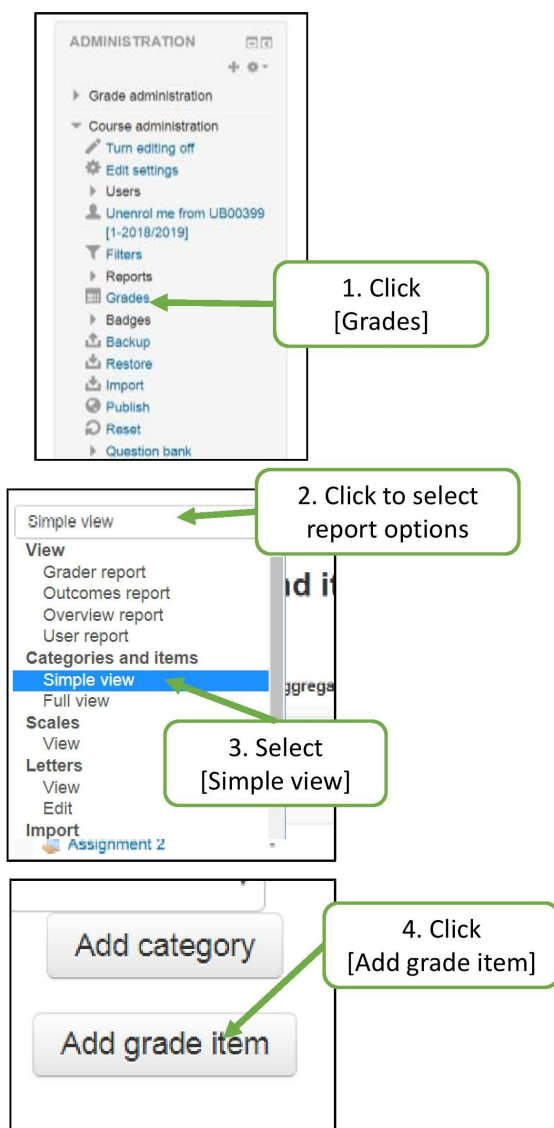 ADMINISTRATION
Grade administration
Course administration
Turn editing off
Edit settings
Users
Unenrol me from UB00399
[1-2018/2019]
Filters
Reports
Grades
Badges
Backup
Restore
Import
Publish
Reset
Question bank
1. Click
[Grades]
2. Click to select
report options
Simple view
View
Grader report
Outcomes report
Overview report
User report
Categories and items
Simple view
Full view
Scales
View
Letters
View
Edit
Import
Assignment 2
nd it
ggrega
3. Select
[Simple view]
Add category
Add grade item
4. Click
[Add grade item]